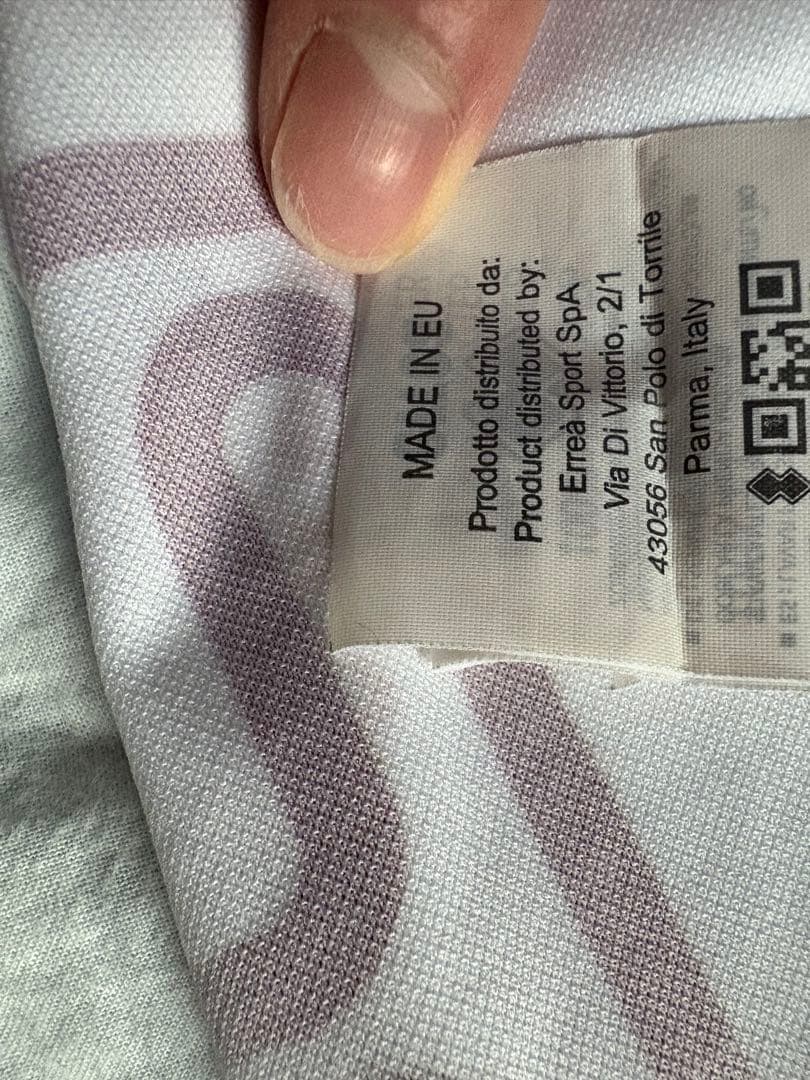 MADE IN EU
Prodotto distribuito da:
Product distributed by:
Erreà Sport SpA
Via Di Vittorio, 2/1
43056 San Polo di Torrile
Parma, Italy